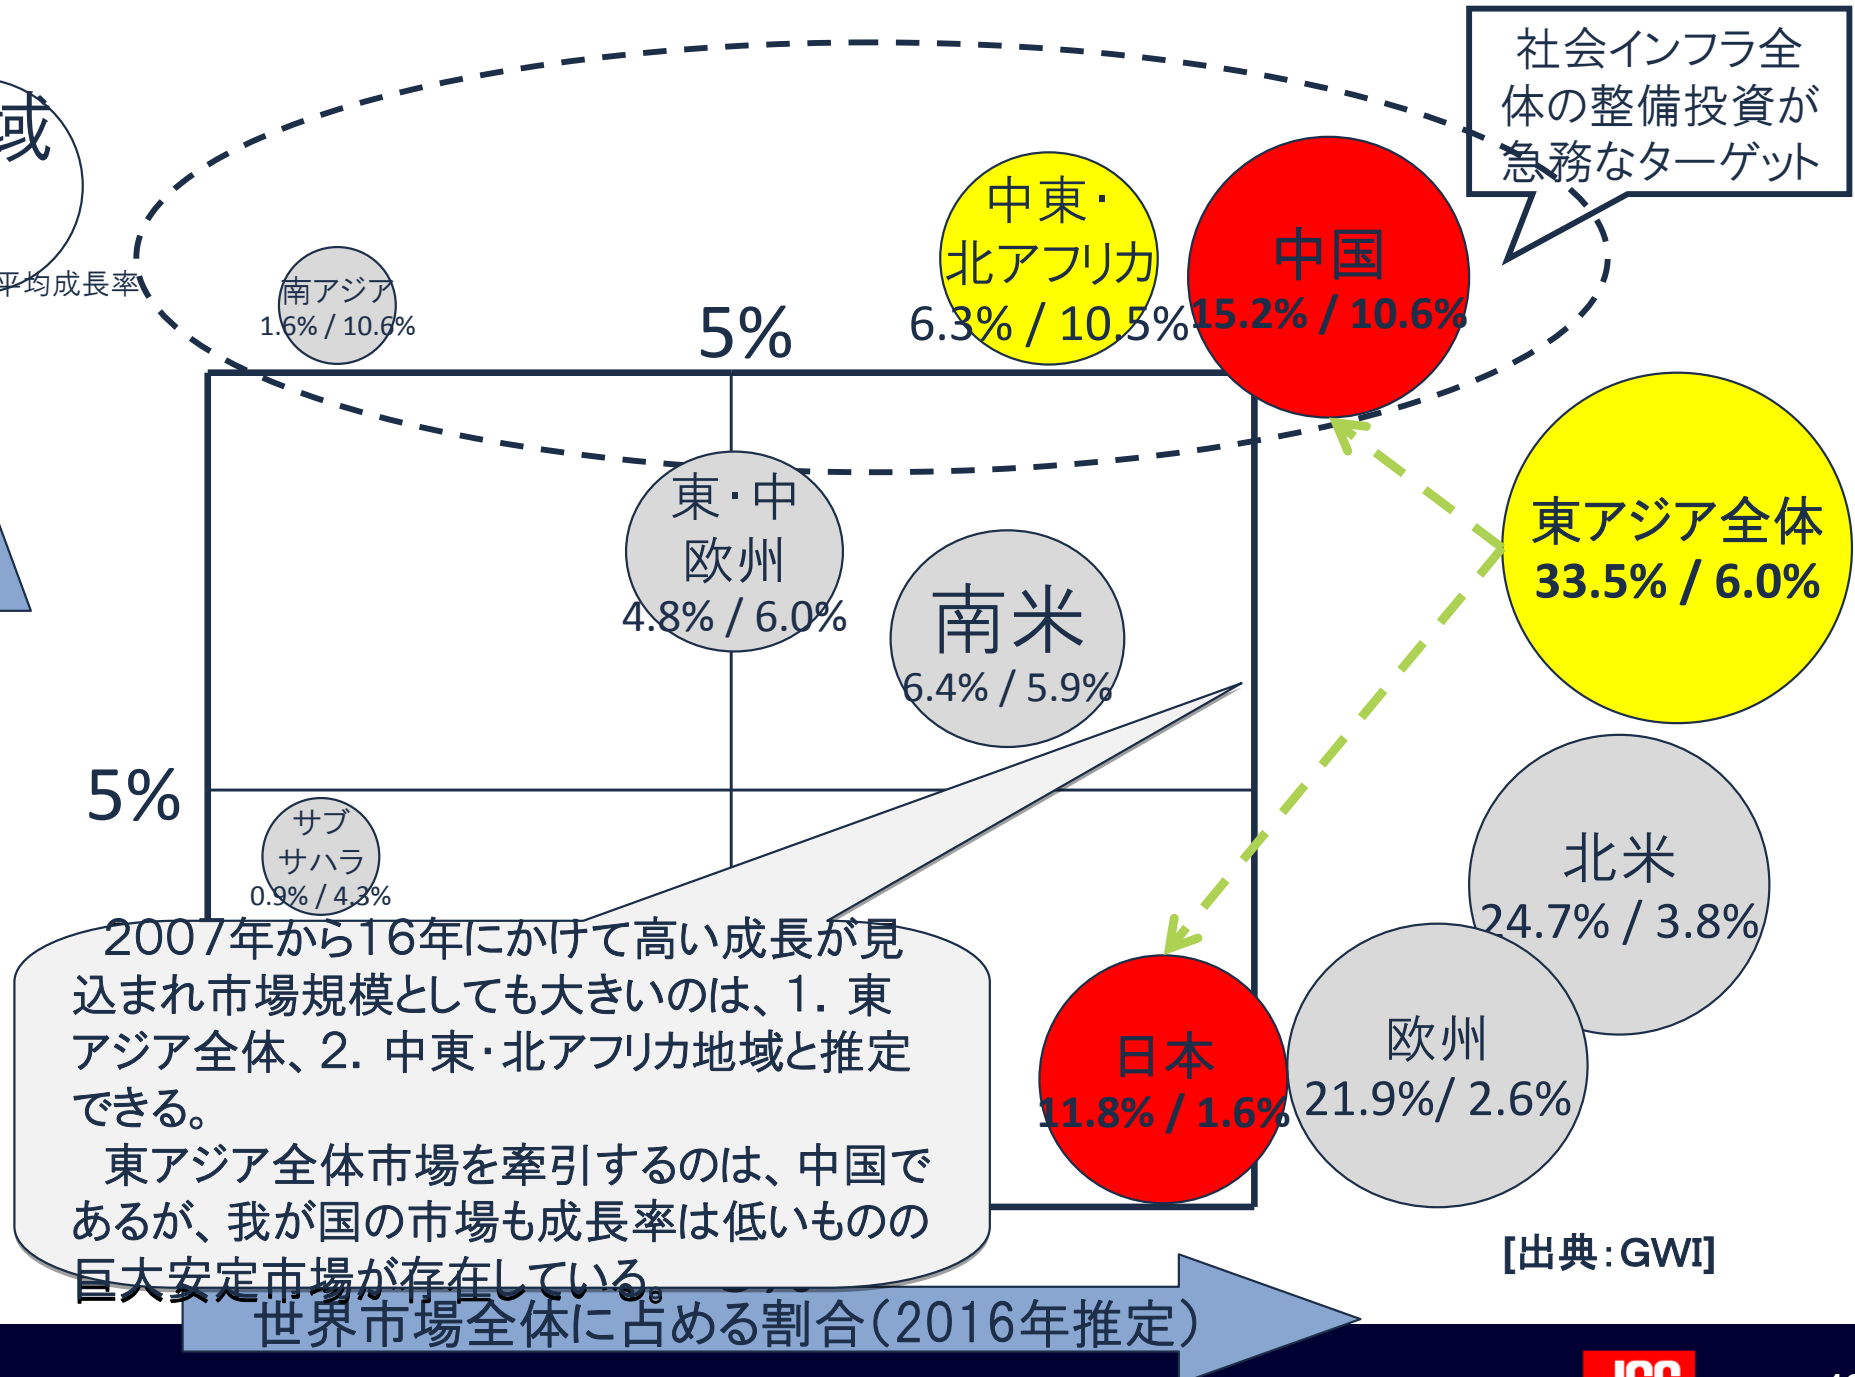 社会インフラ全
体の整備投資が
急務なターゲット
域
平均成長率
南アジア
1.6% / 10.6%
5%
中東・
北アフリカ
6.3% / 10.5%
中国
15.2% / 10.6%
東・中
欧州
4.8% / 6.0%
南米
6.4% / 5.9%
東アジア全体
33.5% / 6.0%
5%
サブ
サハラ
0.9% / 4.3%
北米
24.7% / 3.8%
欧州
21.9%/ 2.6%
日本
11.8% / 1.6%
2007年から16年にかけて高い成長が見
込まれ市場規模としても大きいのは、1．東
アジア全体、2．中東・北アフリカ地域と推定
できる。
東アジア全体市場を牽引するのは、中国で
あるが、我が国の市場も成長率は低いものの
巨大安定市場が存在している。
[出典：GWI]
世界市場全体に占める割合（2016年推定）